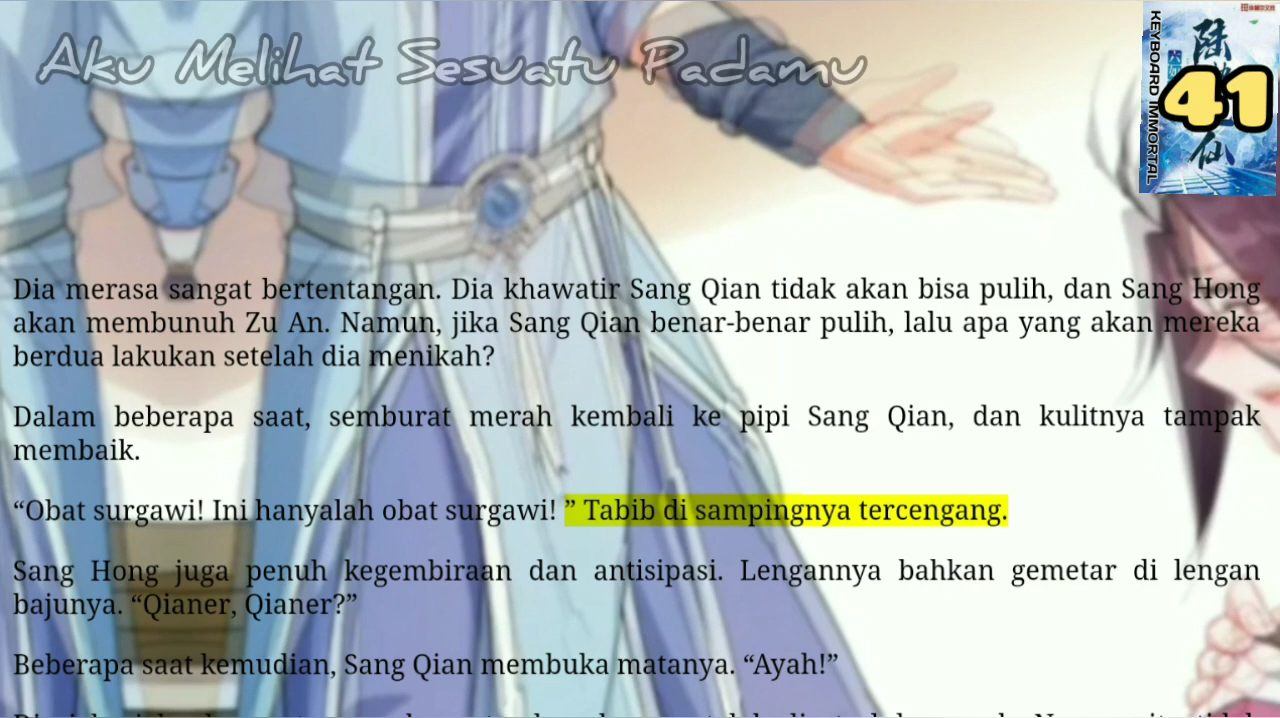 Aku Melihat Sesuatu Padamu
KEYBOARD IMMORTAL
41
Dia merasa sangat bertentangan. Dia khawatir Sang Qian tidak akan bisa pulih, dan Sang Hong
akan membunuh Zu An. Namun, jika Sang Qian benar-benar pulih, lalu apa yang akan mereka
berdua lakukan setelah dia menikah?
Dalam beberapa saat, semburat merah kembali ke pipi Sang Qian, dan kulitnya tampak
membaik.
“Obat surgawi! Ini hanyalah obat surgawi! ” Tabib di sampingnya tercengang.
Sang Hong juga penuh kegembiraan dan antisipasi. Lengannya bahkan gemetar di lengan
bajunya. “Qianer, Qianer?”
Beberapa saat kemudian, Sang Qian membuka matanya. “Ayah!”